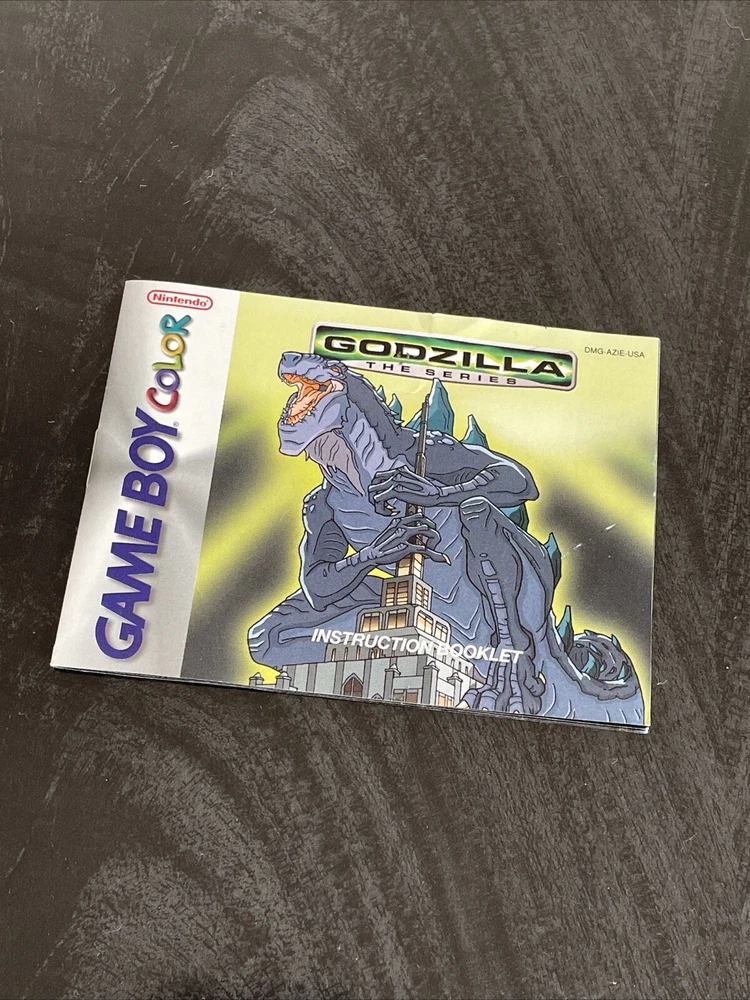 Nintendo®
GAME BOY COLOR
GODZILLA
THE SERIES
DMG-AZIE-USA
INSTRUCTION BOOKLET